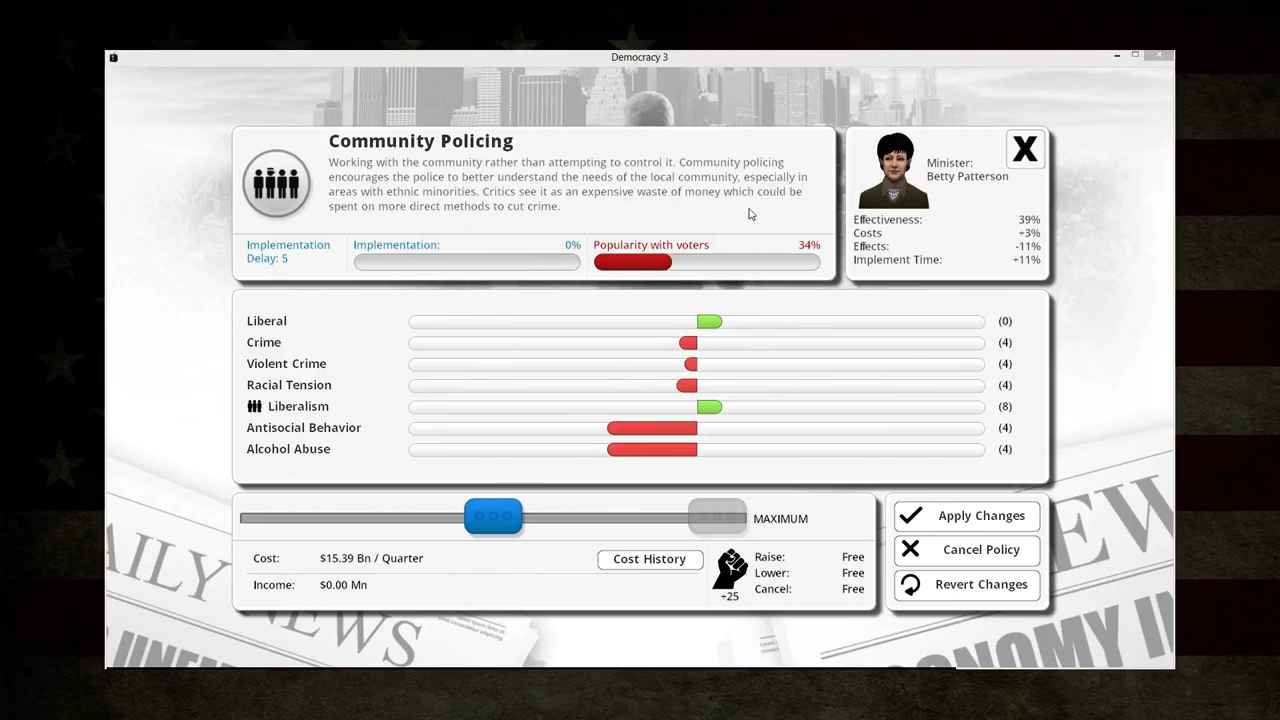 Democracy 3
Community Policing
Working with the community rather than attempting to control it. Community policing
encourages the police to better understand the needs of the local community, especially in
areas with ethnic minorities. Critics see it as an expensive waste of money which could be
spent on more direct methods to cut crime.
Minister:
Betty Patterson
Effectiveness: 39%
Costs +3%
Effects: -11%
Implement Time: +11%
Implementation
Delay: 5
Implementation: 0%
Popularity with voters 34%
Liberal (0)
Crime (4)
Violent Crime (4)
Racial Tension (4)
Liberalism (8)
Antisocial Behavior (4)
Alcohol Abuse (4)
MAXIMUM
Cost: $15.39 Bn / Quarter
Income: $0.00 Mn
Cost History
+25
Raise: Free
Lower: Free
Cancel: Free
Apply Changes
Cancel Policy
Revert Changes
DAILY NEWS
NEW
ONOMY IN